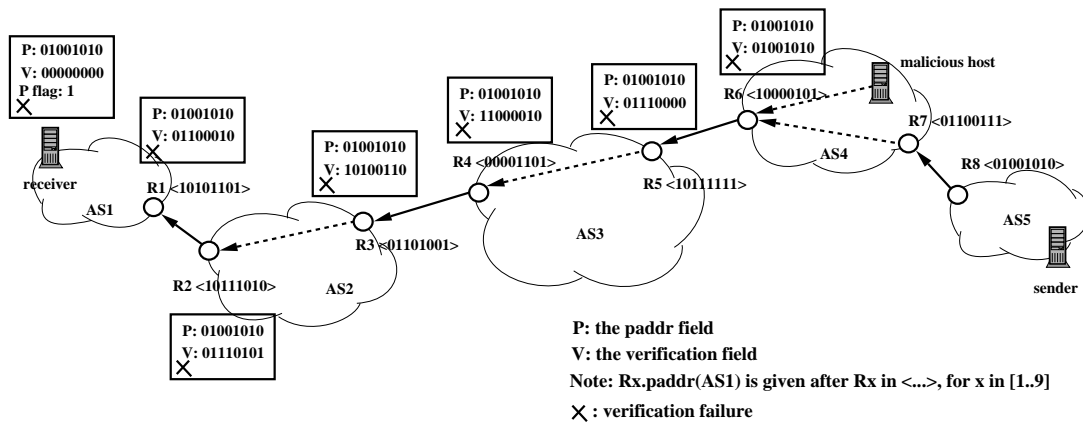 P: 01001010
V: 00000000
P flag: 1
receiver
AS1
P: 01001010
V: 01100010
R1 <10101101>
R2 <10111010>
P: 01001010
V: 01110101
AS2
P: 01001010
V: 10100110
R3 <01101001>
P: 01001010
V: 11000010
R4 <00001101>
AS3
P: 01001010
V: 01110000
R5 <10111111>
P: 01001010
V: 01001010
R6 <10000101>
malicious host
AS4
R7 <01100111>
R8 <01001010>
AS5
sender
P: the paddr field
V: the verification field
Note: Rx.paddr(AS1) is given after Rx in <...>, for x in [1..9]
: verification failure